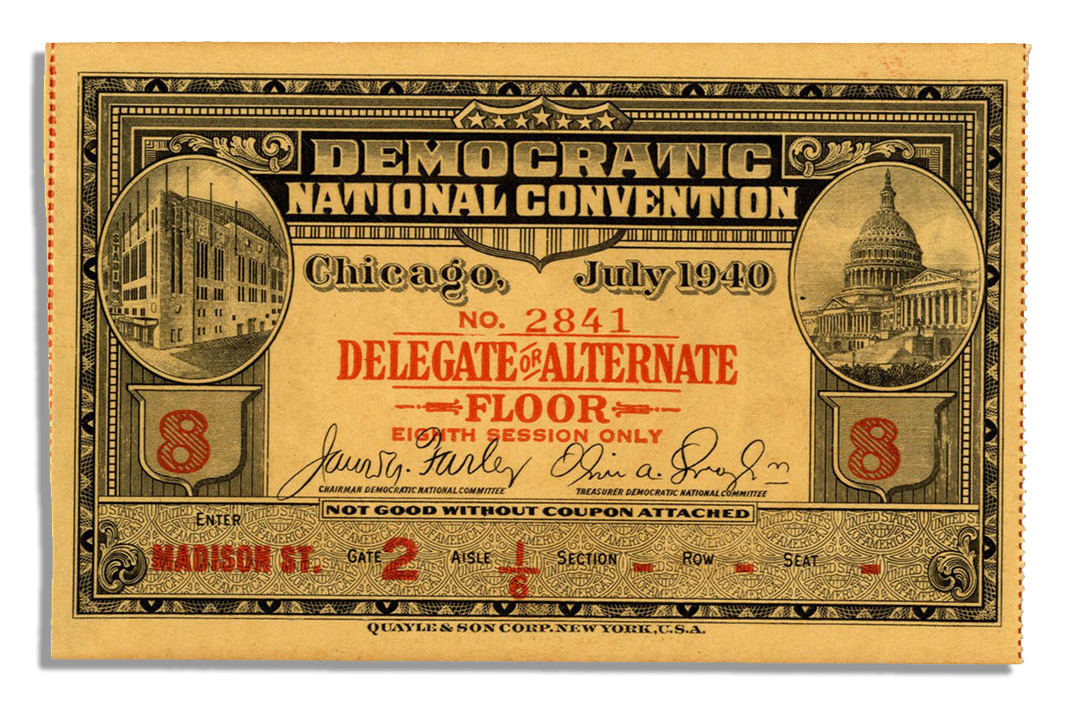 DEMOCRATIC
NATIONAL CONVENTION
Chicago, July 1940
NO. 2841
DELEGATE OR ALTERNATE
FLOOR
EIGHTH SESSION ONLY
8 8
James A. Farley
CHAIRMAN DEMOCRATIC NATIONAL COMMITTEE TREASURER DEMOCRATIC NATIONAL COMMITTEE
NOT GOOD WITHOUT COUPON ATTACHED
ENTER
MADISON ST. GATE 2 AISLE 1/6 SECTION - ROW - SEAT -
QUAYLE & SON CORP. NEW YORK, U.S.A.